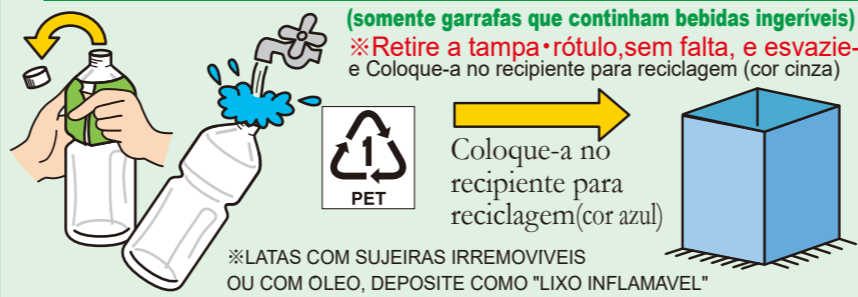 (somente garrafas que continham bebidas ingeríveis)
※Retire a tampa・rótulo,sem falta, e esvazie-
e Coloque-a no recipiente para reciclagem (cor cinza)
1
PET
Coloque-a no
recipiente para
reciclagem(cor azul)
※LATAS COM SUJEIRAS IRREMOVIVEIS
OU COM OLEO, DEPOSITE COMO "LIXO INFLAMAVEL"